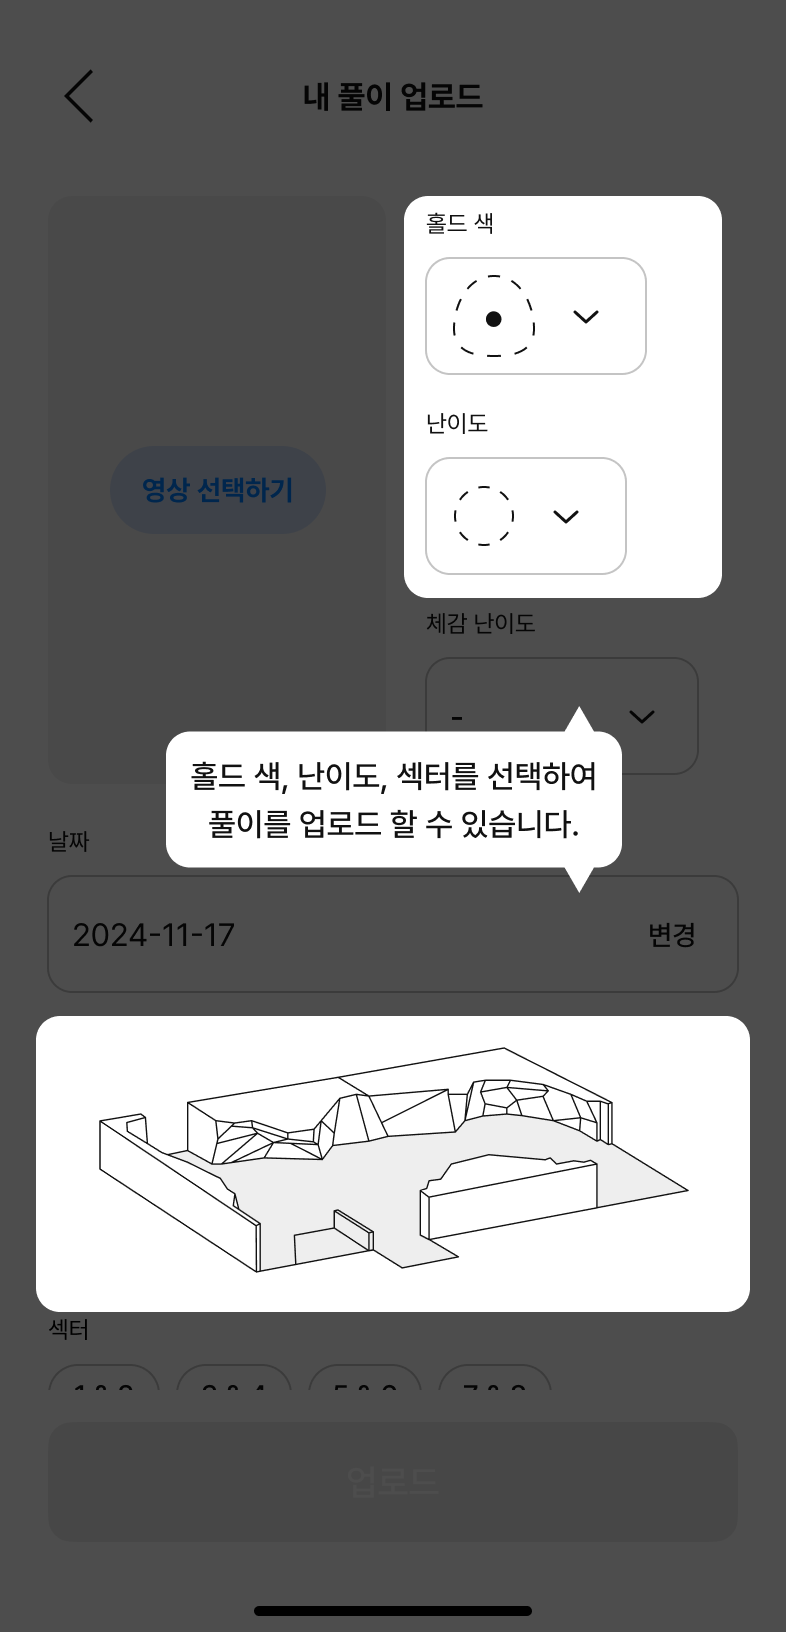 내 풀이 업로드
홀드 색
난이도
영상 선택하기
체감 난이도
-
홀드 색, 난이도, 섹터를 선택하여
풀이를 업로드 할 수 있습니다.
날짜
2024-11-17
변경
섹터
업로드